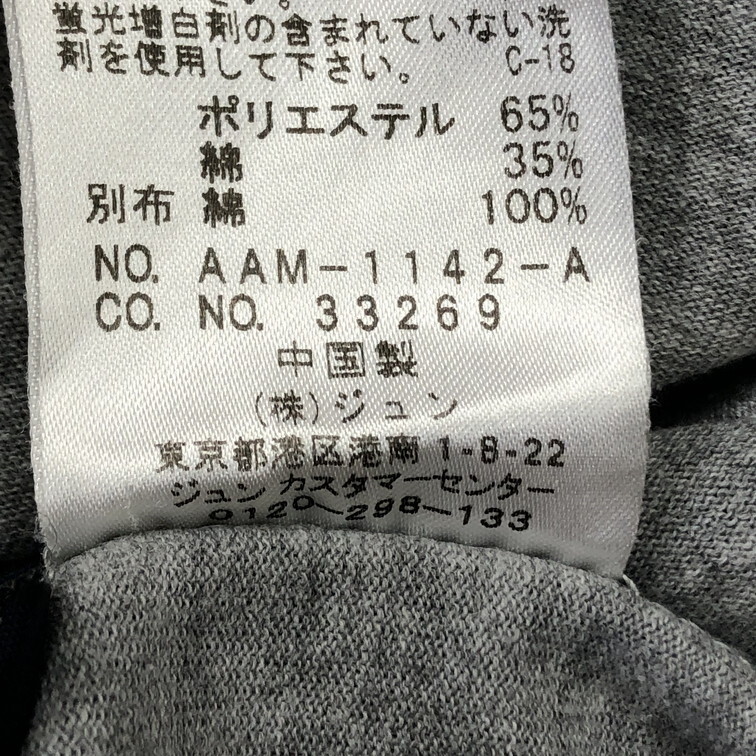 さい。
蛍光増白剤の含まれていない洗
剤を使用して下さい。 C-18
ポリエステル 65%
綿 35%
別布 綿 100%
NO. AAM-1142-A
CO. NO. 33269
中国製
(株)ジュン
東京都港区港南 1-8-22
ジュンカスタマーセンター
0120-298-133